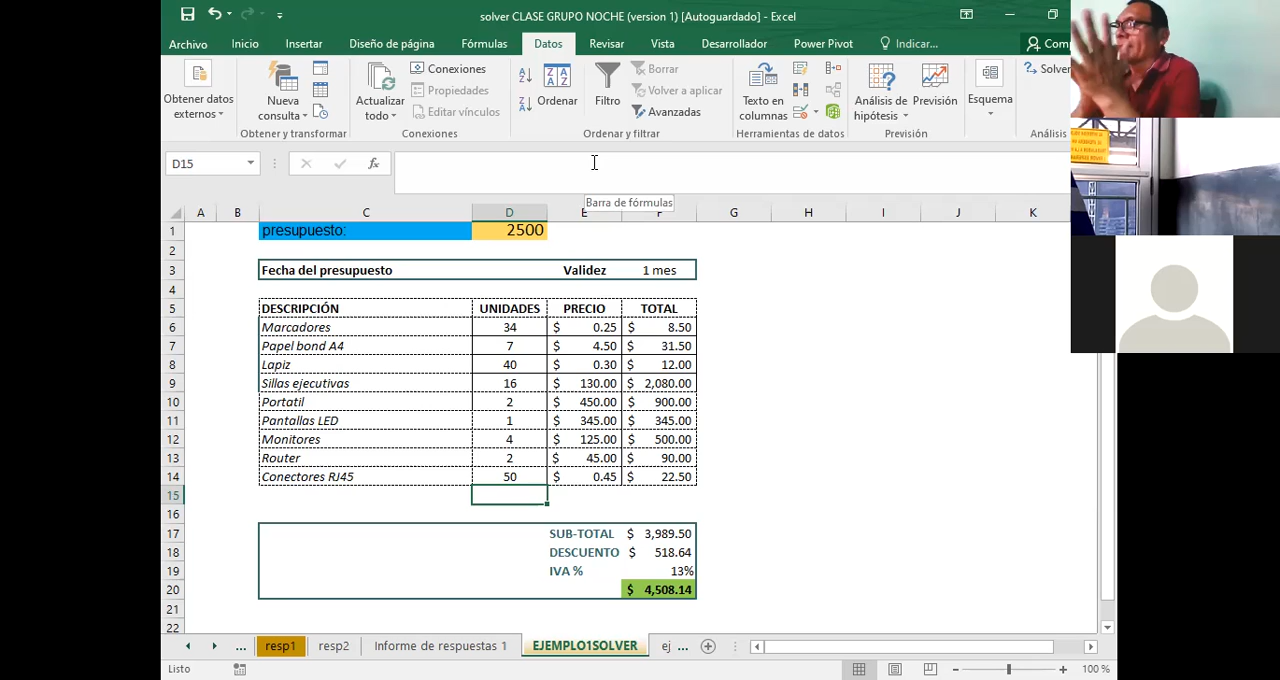 solver CLASE GRUPO NOCHE (version 1) [Autoguardado] - Excel
Archivo Inicio Insertar Diseño de página Fórmulas Datos Revisar Vista Desarrollador Power Pivot Indicar... Com
Obtener datos externos
Nueva consulta
Obtener y transformar
Actualizar todo
Conexiones
Propiedades
Editar vínculos
Conexiones
Ordenar
Filtro
Borrar
Volver a aplicar
Avanzadas
Ordenar y filtrar
Texto en columnas
Herramientas de datos
Análisis de hipótesis
Previsión
Previsión
Esquema
Solver
Análisis
D15 fx
Barra de fórmulas
A B C D E F G H I J K
1 presupuesto: 2500
2
3 Fecha del presupuesto Validez 1 mes
4
5 DESCRIPCIÓN UNIDADES PRECIO TOTAL
6 Marcadores 34 $ 0.25 $ 8.50
7 Papel bond A4 7 $ 4.50 $ 31.50
8 Lapiz 40 $ 0.30 $ 12.00
9 Sillas ejecutivas 16 $ 130.00 $ 2,080.00
10 Portatil 2 $ 450.00 $ 900.00
11 Pantallas LED 1 $ 345.00 $ 345.00
12 Monitores 4 $ 125.00 $ 500.00
13 Router 2 $ 45.00 $ 90.00
14 Conectores RJ45 50 $ 0.45 $ 22.50
15
16
17 SUB-TOTAL $ 3,989.50
18 DESCUENTO $ 518.64
19 IVA % 13%
20 $ 4,508.14
21
22
... resp1 resp2 Informe de respuestas 1 EJEMPLO1SOLVER ej ...
Listo 100 %